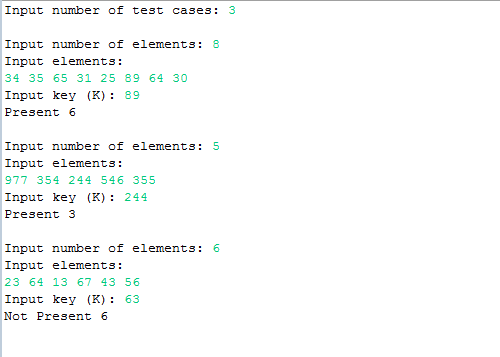 Input number of test cases: 3
Input number of elements: 8
Input elements:
34 35 65 31 25 89 64 30
Input key (K): 89
Present 6
Input number of elements: 5
Input elements:
977 354 244 546 355
Input key (K): 244
Present 3
Input number of elements: 6
Input elements:
23 64 13 67 43 56
Input key (K): 63
Not Present 6